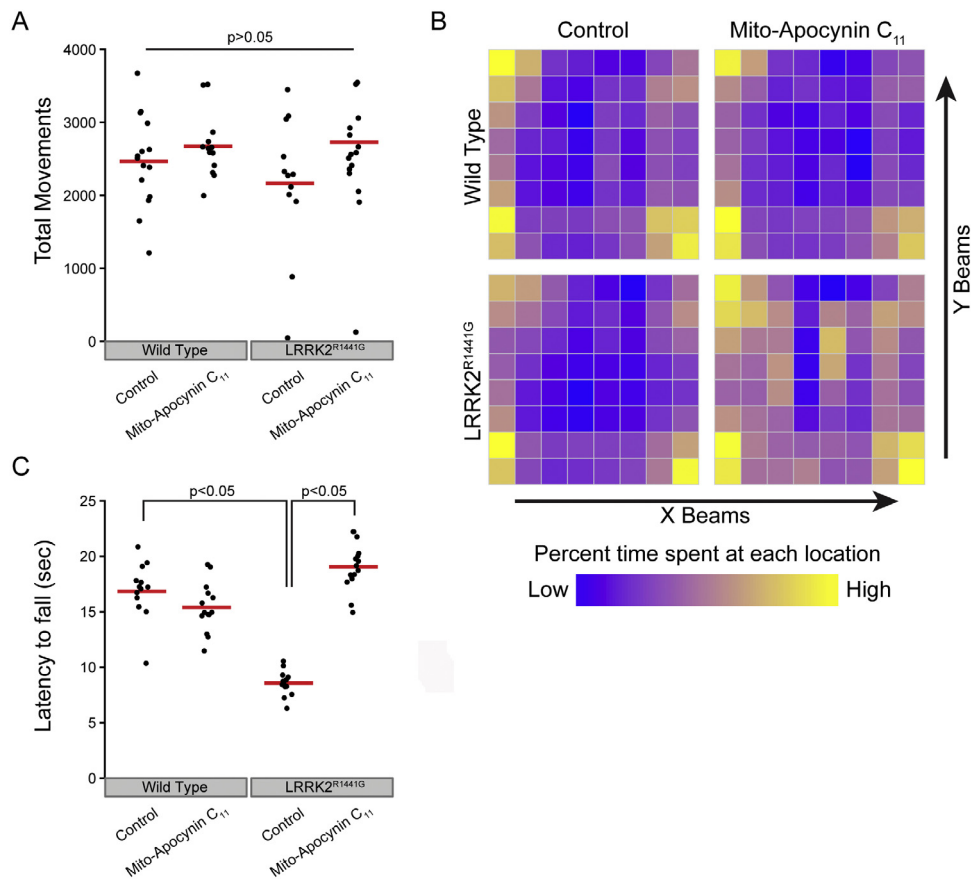 A
p>0.05
4000
3000
2000
1000
0
Total Movements
Wild Type
LRRK2R1441G
Control
Mito-Apocynin C11
Control
Mito-Apocynin C11
B
Control
Mito-Apocynin C11
Wild Type
LRRK2R1441G
Y Beams
X Beams
Percent time spent at each location
Low
High
C
p<0.05
p<0.05
25
20
15
10
5
0
Latency to fall (sec)
Wild Type
LRRK2R1441G
Control
Mito-Apocynin C11
Control
Mito-Apocynin C11